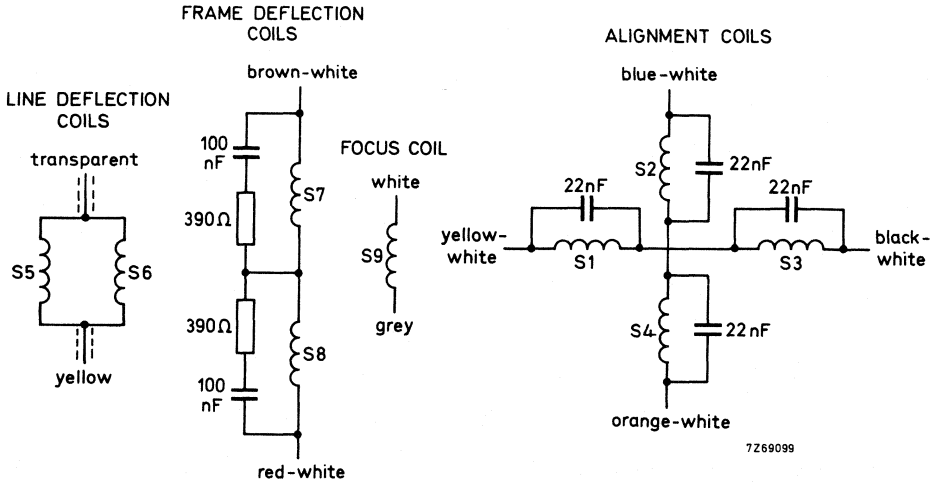 FRAME DEFLECTION
COILS
brown-white
100
nF
390Ω
S7
390Ω
S8
100
nF
red-white
LINE DEFLECTION
COILS
transparent
S5
S6
yellow
FOCUS COIL
white
S9
grey
ALIGNMENT COILS
blue-white
S2
22nF
22nF
22nF
yellow-
white
S1
S3
black-
white
S4
22nF
orange-white
7Z69099